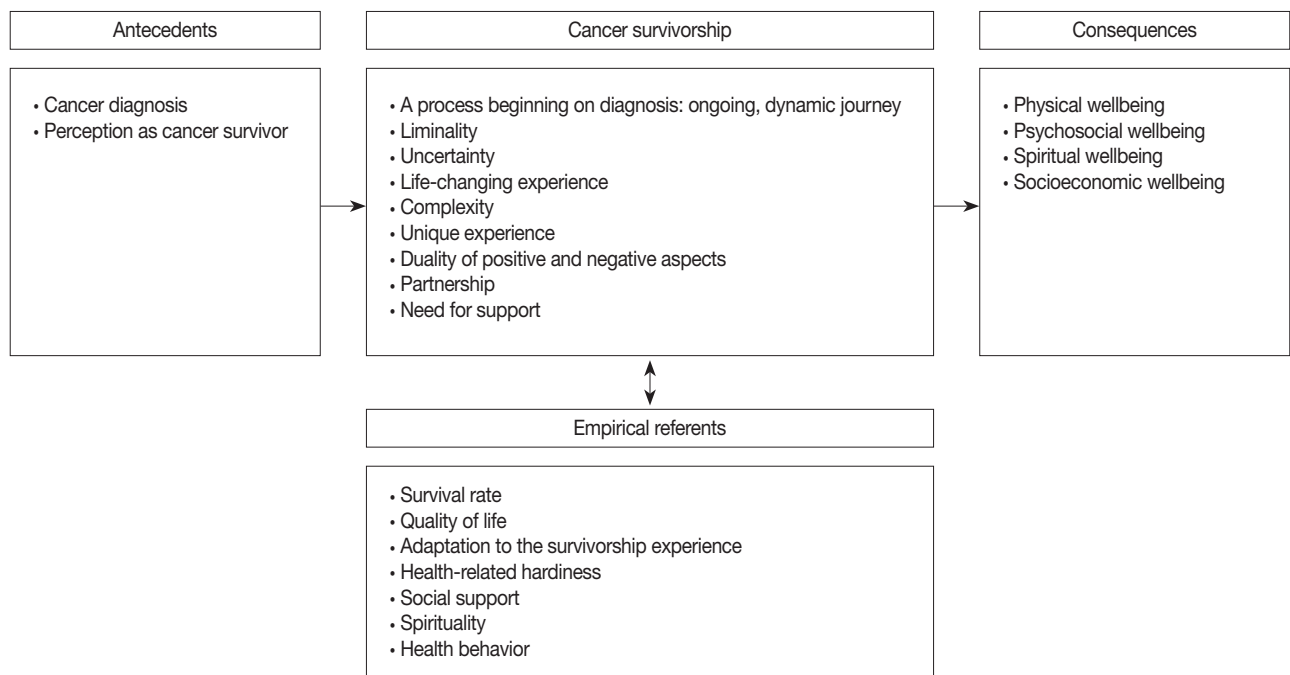 Antecedents
• Cancer diagnosis
• Perception as cancer survivor
Cancer survivorship
• A process beginning on diagnosis: ongoing, dynamic journey
• Liminality
• Uncertainty
• Life-changing experience
• Complexity
• Unique experience
• Duality of positive and negative aspects
• Partnership
• Need for support
Consequences
• Physical wellbeing
• Psychosocial wellbeing
• Spiritual wellbeing
• Socioeconomic wellbeing
Empirical referents
• Survival rate
• Quality of life
• Adaptation to the survivorship experience
• Health-related hardiness
• Social support
• Spirituality
• Health behavior